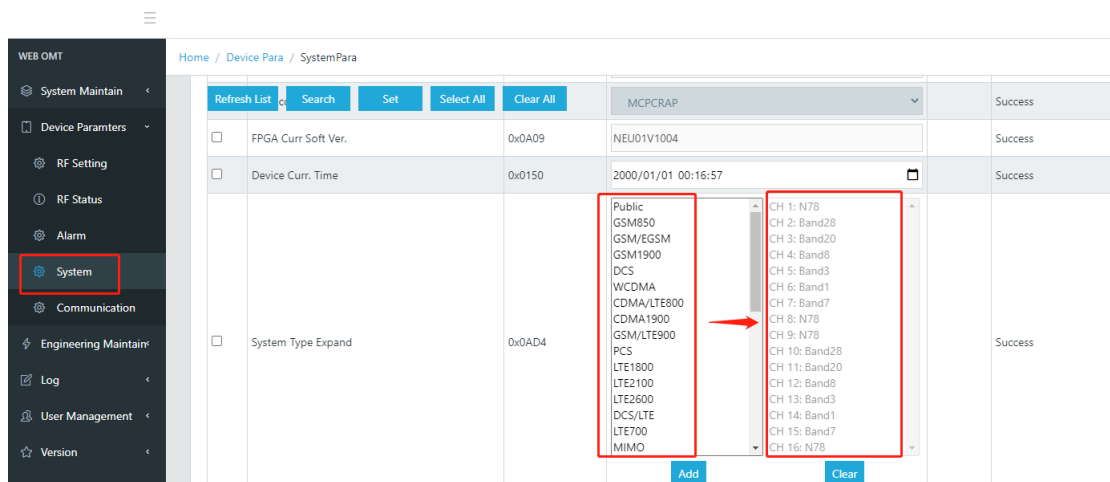 WEB OMT
Home / Device Para / SystemPara
System Maintain
Device Paramters
RF Setting
RF Status
Alarm
System
Communication
Engineering Maintain
Log
User Management
Version
Refresh List Search Set Select All Clear All
MCPCRAP Success
FPGA Curr Soft Ver. 0x0A09 NEU01V1004 Success
Device Curr. Time 0x0150 2000/01/01 00:16:57 Success
System Type Expand 0x0AD4 Success
Public
GSM850
GSM/EGSM
GSM1900
DCS
WCDMA
CDMA/LTE800
CDMA1900
GSM/LTE900
PCS
LTE1800
LTE2100
LTE2600
DCS/LTE
LTE700
MIMO
CH 1: N78
CH 2: Band28
CH 3: Band20
CH 4: Band8
CH 5: Band3
CH 6: Band1
CH 7: Band7
CH 8: N78
CH 9: N78
CH 10: Band28
CH 11: Band20
CH 12: Band8
CH 13: Band3
CH 14: Band1
CH 15: Band7
CH 16: N78
Add Clear